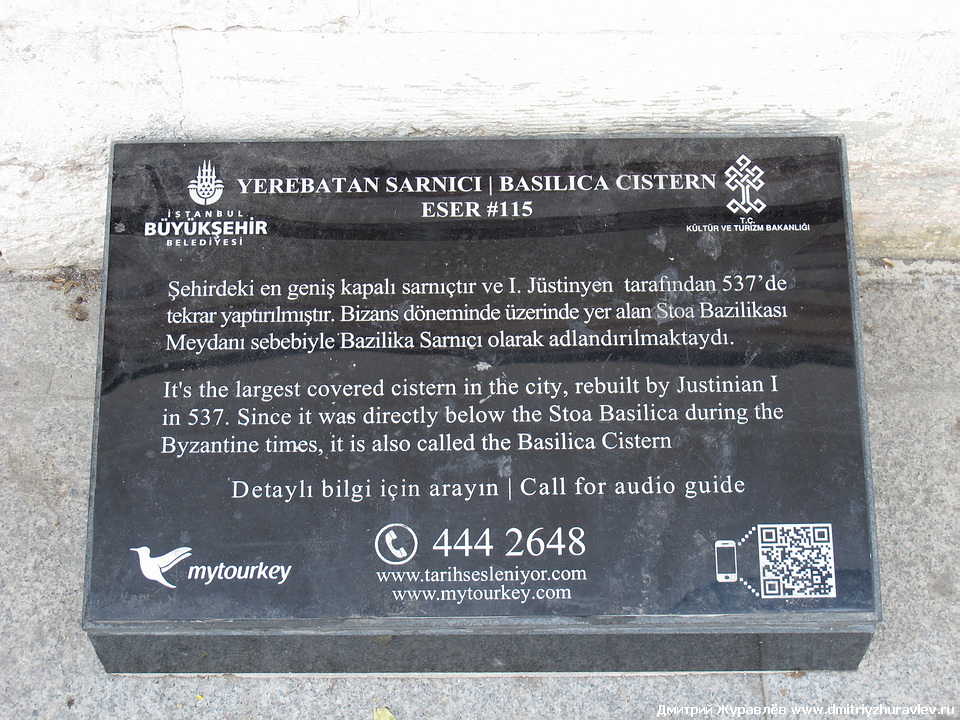 YEREBATAN SARNICI | BASILICA CISTERN
ESER #115
İSTANBUL
BÜYÜKŞEHİR
BELEDİYESİ
T.C.
KÜLTÜR VE TURİZM BAKANLIĞI
Şehirdeki en geniş kapalı sarnıçtır ve I. Jüstinyen tarafından 537'de
tekrar yaptırılmıştır. Bizans döneminde üzerinde yer alan Stoa Bazilikası
Meydanı sebebiyle Bazilika Sarnıçı olarak adlandırılmaktaydı.
It's the largest covered cistern in the city, rebuilt by Justinian I
in 537. Since it was directly below the Stoa Basilica during the
Byzantine times, it is also called the Basilica Cistern
Detaylı bilgi için arayın | Call for audio guide
mytourkey
444 2648
www.tarihsesleniyor.com
www.mytourkey.com
Дмитрий Журавлёв www.dmitriyzhuravlev.ru